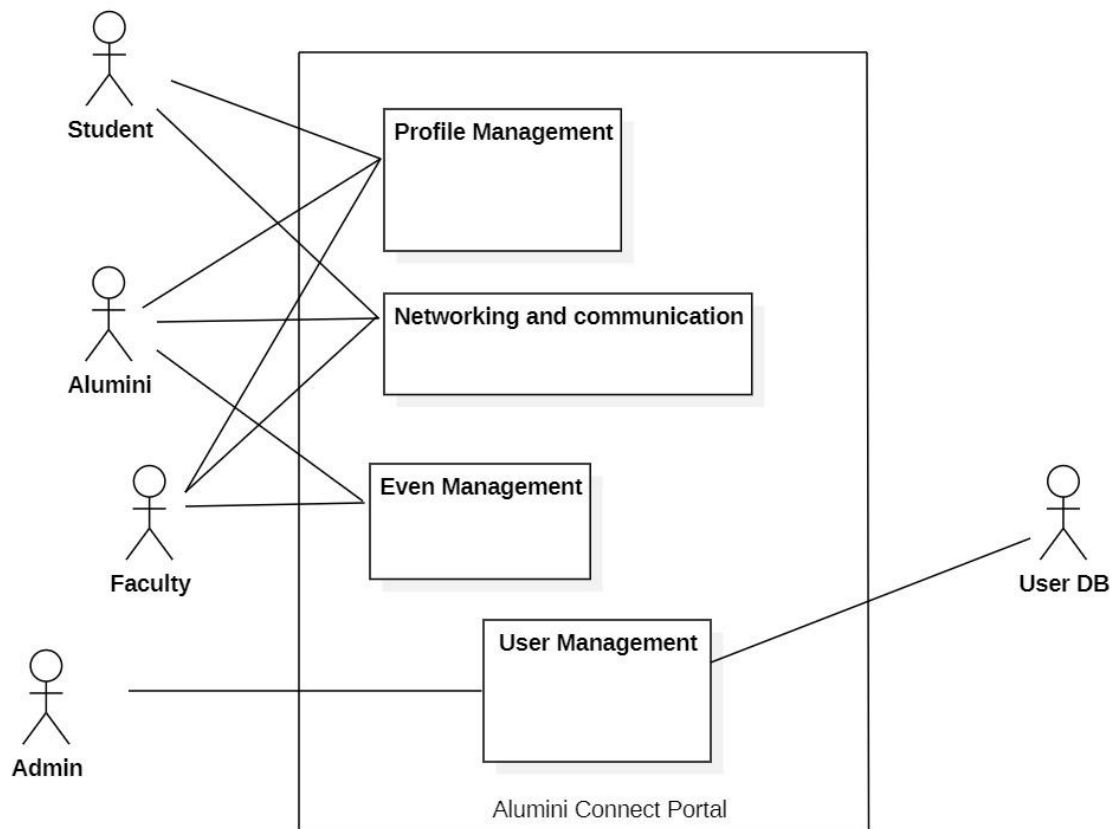 Student
Profile Management
Networking and communication
Alumini
Even Management
Faculty
User DB
User Management
Admin
Alumini Connect Portal